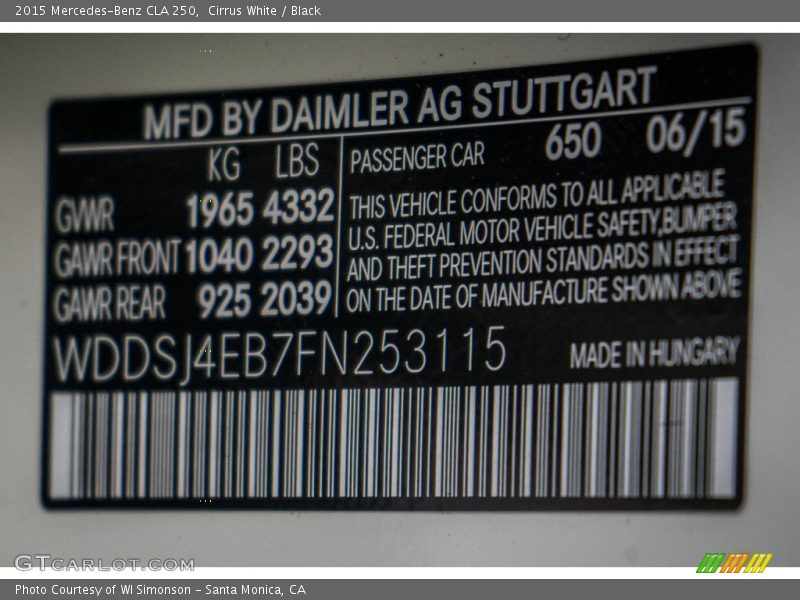 2015 Mercedes-Benz CLA 250,  Cirrus White / Black
MFD BY DAIMLER AG STUTTGART
KG LBS
GVWR 1965 4332
GAWR FRONT 1040 2293
GAWR REAR 925 2039
PASSENGER CAR 650 06/15
THIS VEHICLE CONFORMS TO ALL APPLICABLE
U.S. FEDERAL MOTOR VEHICLE SAFETY,BUMPER
AND THEFT PREVENTION STANDARDS IN EFFECT
ON THE DATE OF MANUFACTURE SHOWN ABOVE
WDDSJ4EB7FN253115
MADE IN HUNGARY
GTCARLOT.COM
Photo Courtesy of WI Simonson – Santa Monica, CA